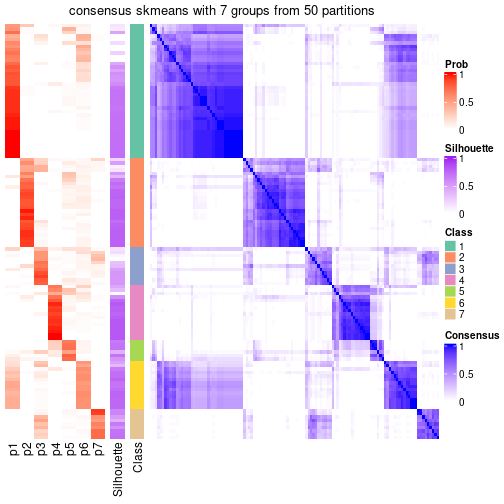 consensus skmeans with 7 groups from 50 partitions
Prob
1
0.5
0
Silhouette
1
0.5
0
Class
1
2
3
4
5
6
7
Consensus
1
0.5
0
p1
p2
p3
p4
p5
p6
p7
Silhouette
Class